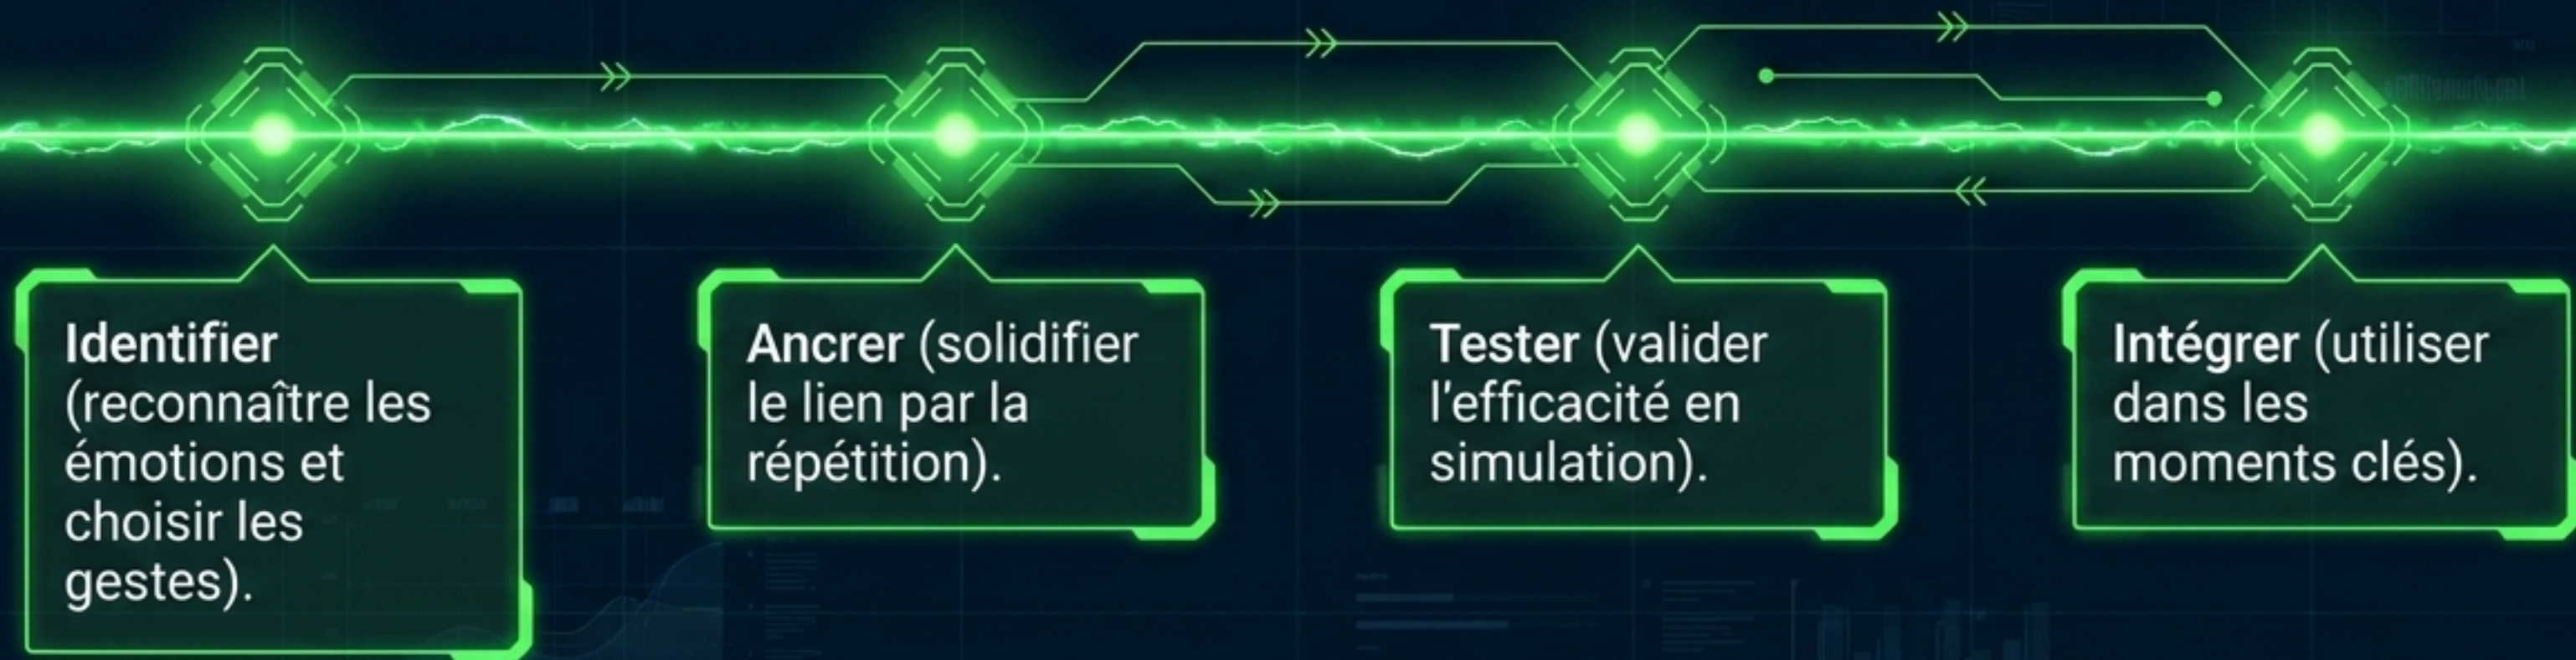 Identifier
(reconnaître les
émotions et
choisir les
gestes).
Ancrer (solidifier
le lien par la
répétition).
Tester (valider
l'efficacité en
simulation).
Intégrer (utiliser
dans les
moments clés).